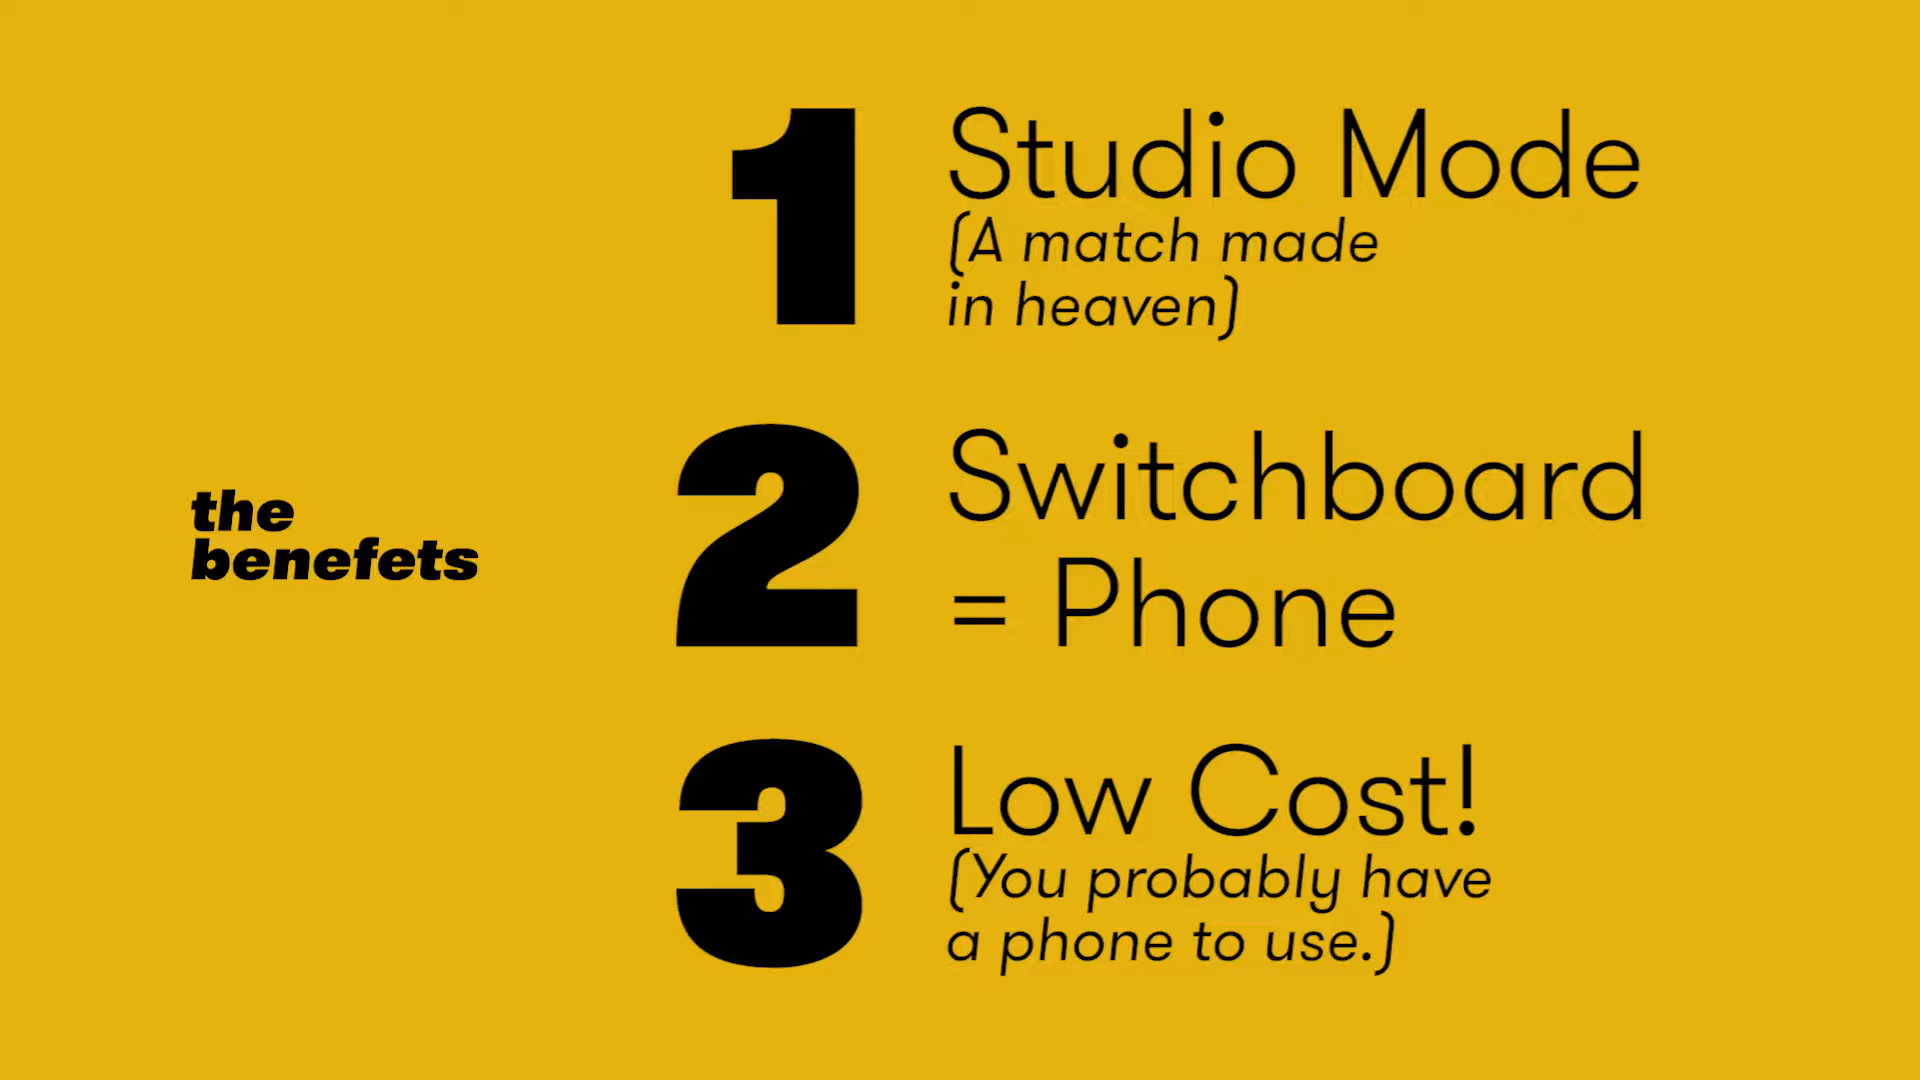 the
benefets
1
Studio Mode
(A match made
in heaven)
2
Switchboard
= Phone
3
Low Cost!
(You probably have
a phone to use.)